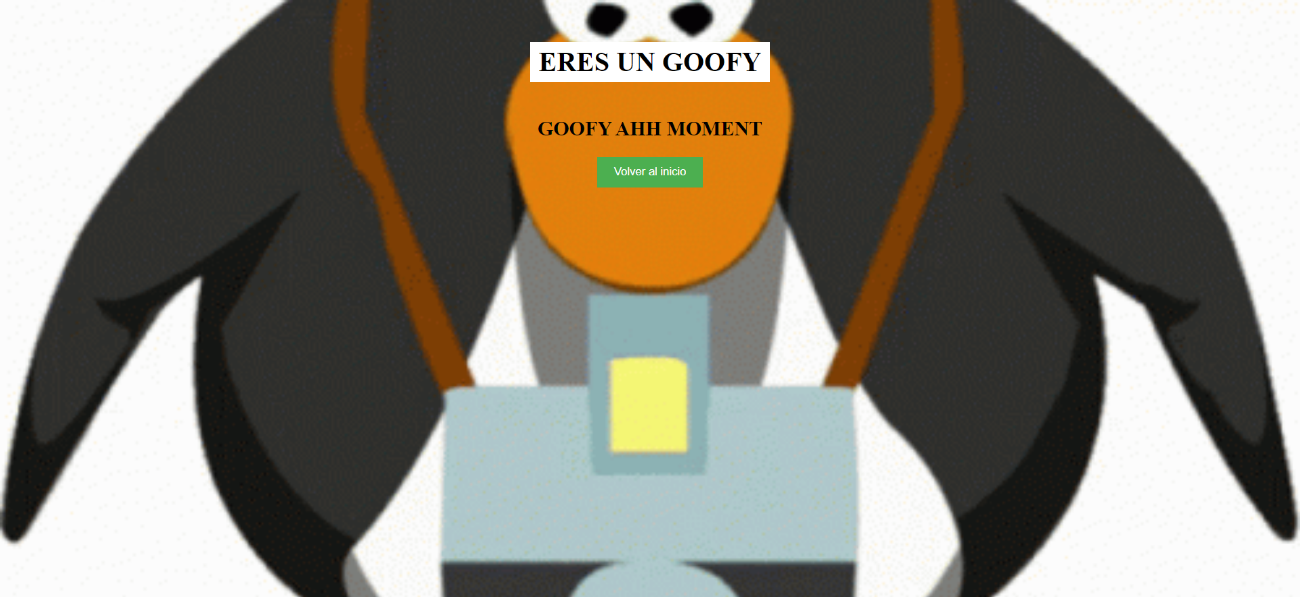 ERES UN GOOFY
GOOFY AHH MOMENT
Volver al inicio